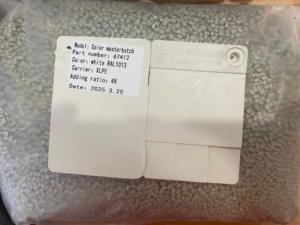 Model: Color masterbatch
Part number: 67412
Color: white RAL1013
Carrier: XLPE
Adding ratio: 4%
Date: 2025.3.25